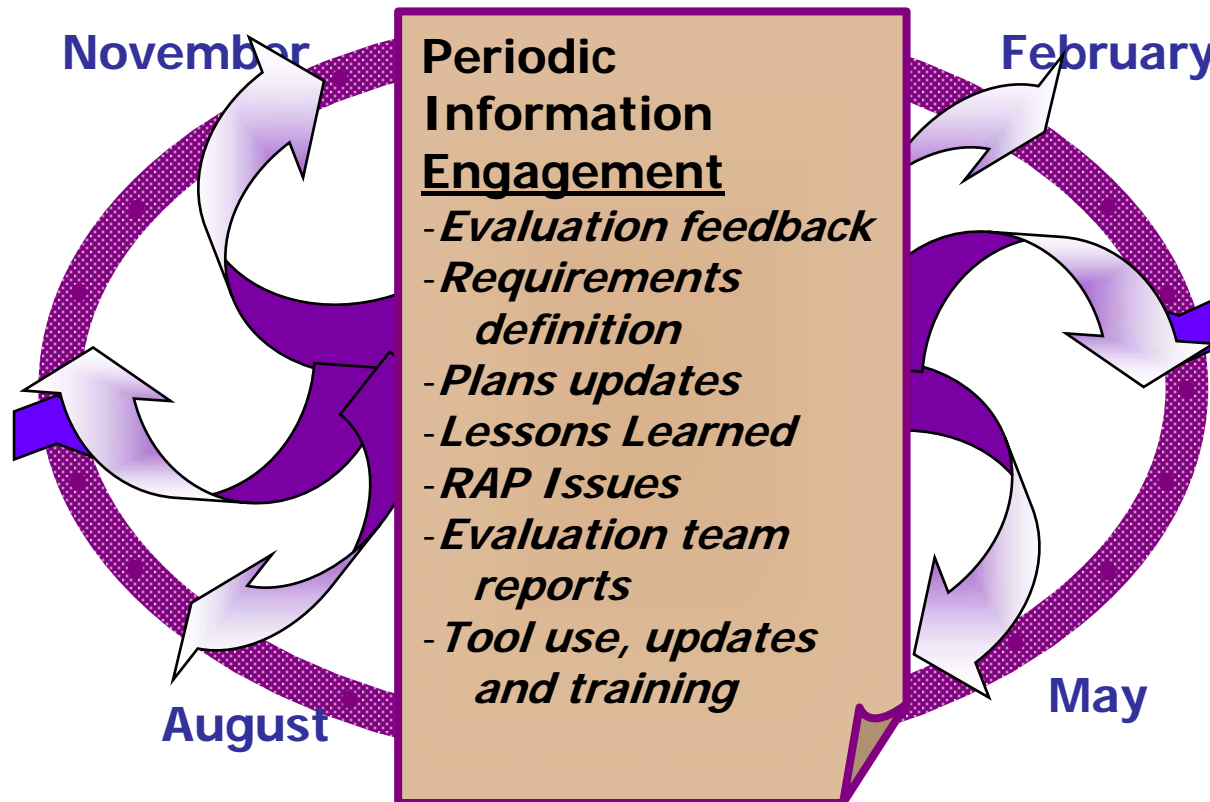 November
February
Periodic
Information
Engagement
-Evaluation feedback
-Requirements
definition
-Plans updates
-Lessons Learned
-RAP Issues
-Evaluation team
reports
-Tool use, updates
and training
August
May